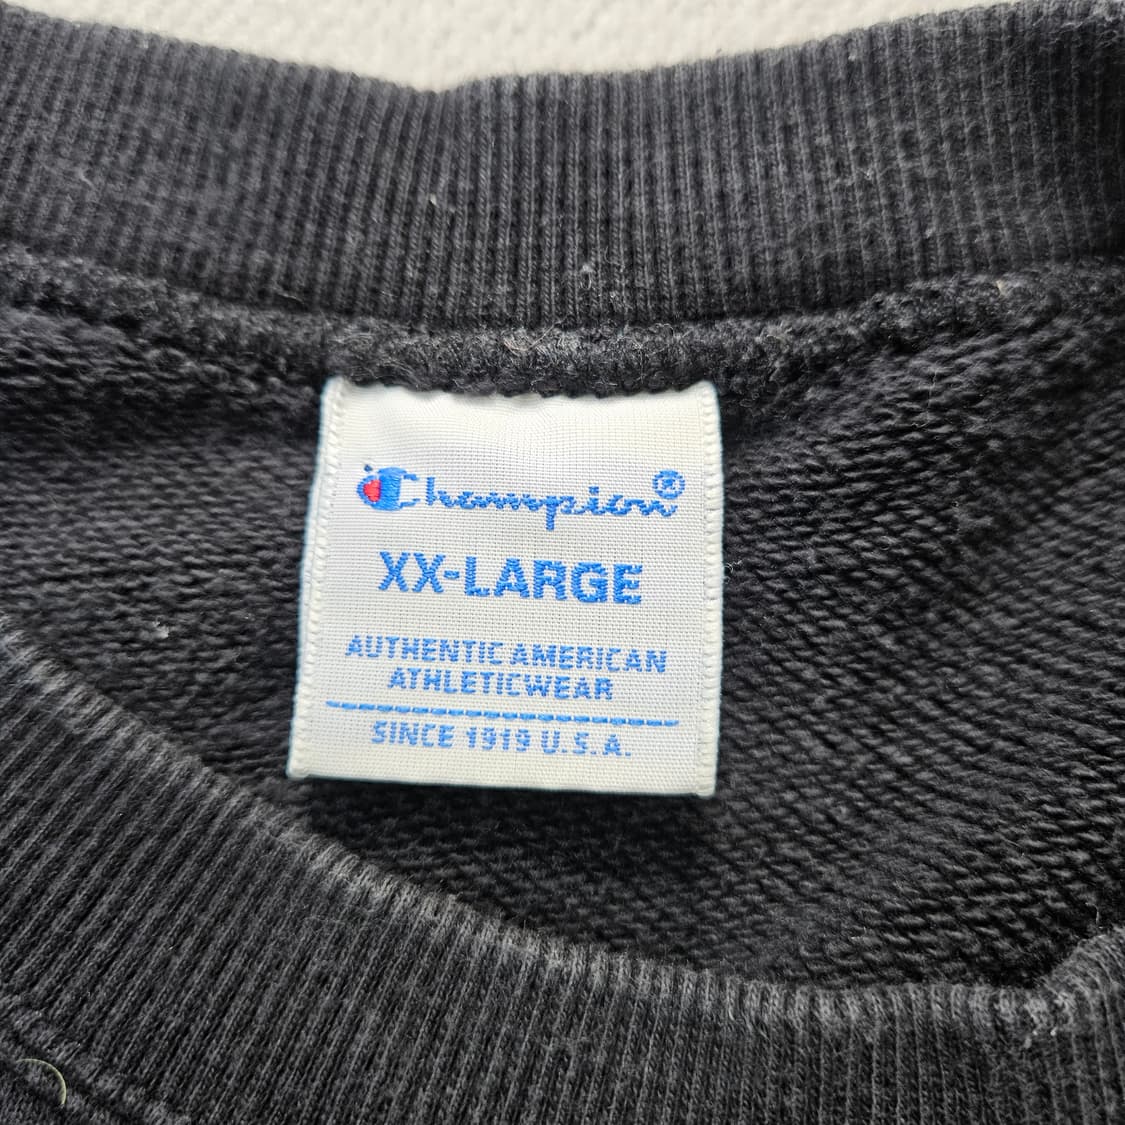 Champion®
XX-LARGE
AUTHENTIC AMERICAN
ATHLETICWEAR
SINCE 1919 U.S.A.